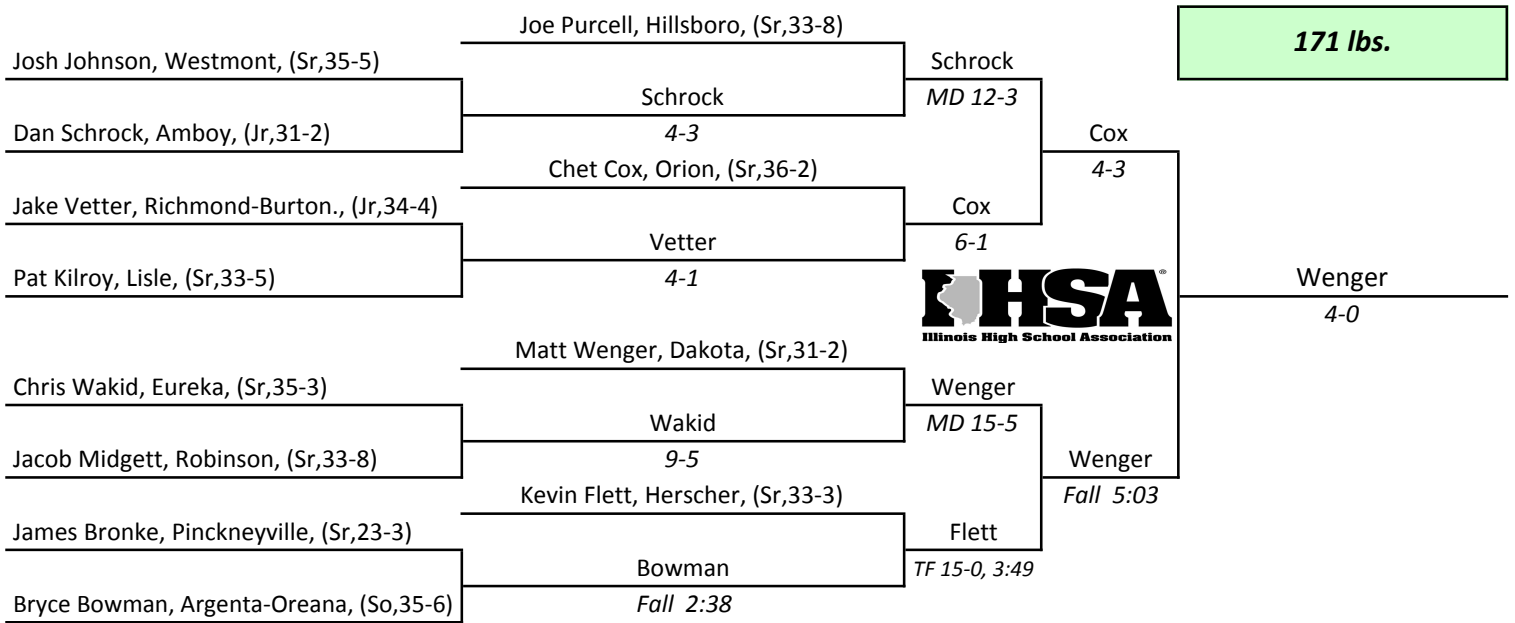 Joe Purcell, Hillsboro, (Sr,33-8)
171 lbs.
Josh Johnson, Westmont, (Sr,35-5)
Schrock
Schrock
MD 12-3
Dan Schrock, Amboy, (Jr,31-2)
4-3
Cox
Chet Cox, Orion, (Sr,36-2)
4-3
Jake Vetter, Richmond-Burton., (Jr,34-4)
Cox
Vetter
6-1
Pat Kilroy, Lisle, (Sr,33-5)
4-1
IHSA®
Illinois High School Association
Wenger
4-0
Matt Wenger, Dakota, (Sr,31-2)
Chris Wakid, Eureka, (Sr,35-3)
Wenger
Wakid
MD 15-5
Jacob Midgett, Robinson, (Sr,33-8)
9-5
Wenger
Kevin Flett, Herscher, (Sr,33-3)
Fall 5:03
James Bronke, Pinckneyville, (Sr,23-3)
Flett
Bowman
TF 15-0, 3:49
Bryce Bowman, Argenta-Oreana, (So,35-6)
Fall 2:38